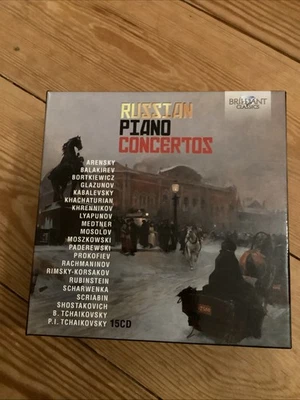 BRILLIANT
CLASSICS
RUSSIAN
PIANO
CONCERTOS
ARENSKY
BALAKIREV
BORTKIEWICZ
GLAZUNOV
KABALEVSKY
KHACHATURIAN
KHRENNIKOV
LYAPUNOV
MEDTNER
MOSOLOV
MOSZKOWSKI
PADEREWSKI
PROKOFIEV
RACHMANINOV
RIMSKY-KORSAKOV
RUBINSTEIN
SCHARWENKA
SCRIABIN
SHOSTAKOVICH
B. TCHAIKOVSKY
P.I. TCHAIKOVSKY 15CD